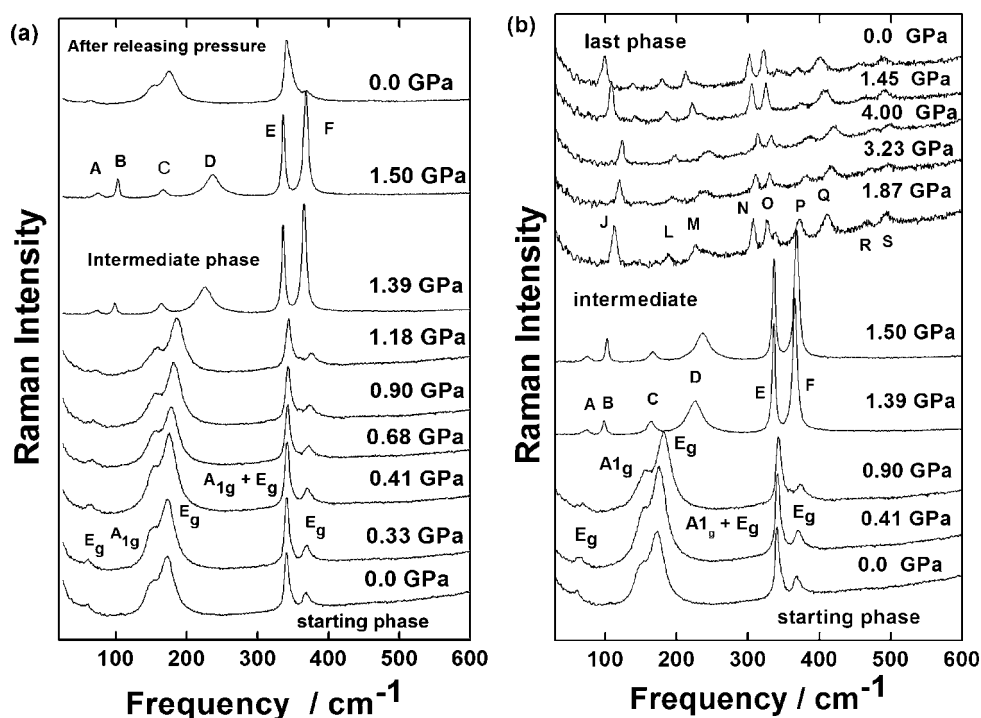 (a)
After releasing pressure
0.0 GPa
A B C D E F
1.50 GPa
Intermediate phase
1.39 GPa
1.18 GPa
0.90 GPa
0.68 GPa
A1g + Eg
0.41 GPa
Eg A1g Eg Eg
0.33 GPa
0.0 GPa
starting phase
100 200 300 400 500 600
Frequency / cm-1
Raman Intensity
(b)
last phase
0.0 GPa
1.45 GPa
4.00 GPa
3.23 GPa
1.87 GPa
J L M N O P Q R S
intermediate
1.50 GPa
A B C D E F
1.39 GPa
A1g Eg
0.90 GPa
Eg A1g + Eg Eg
0.41 GPa
0.0 GPa
starting phase
100 200 300 400 500 600
Frequency / cm-1
Raman Intensity